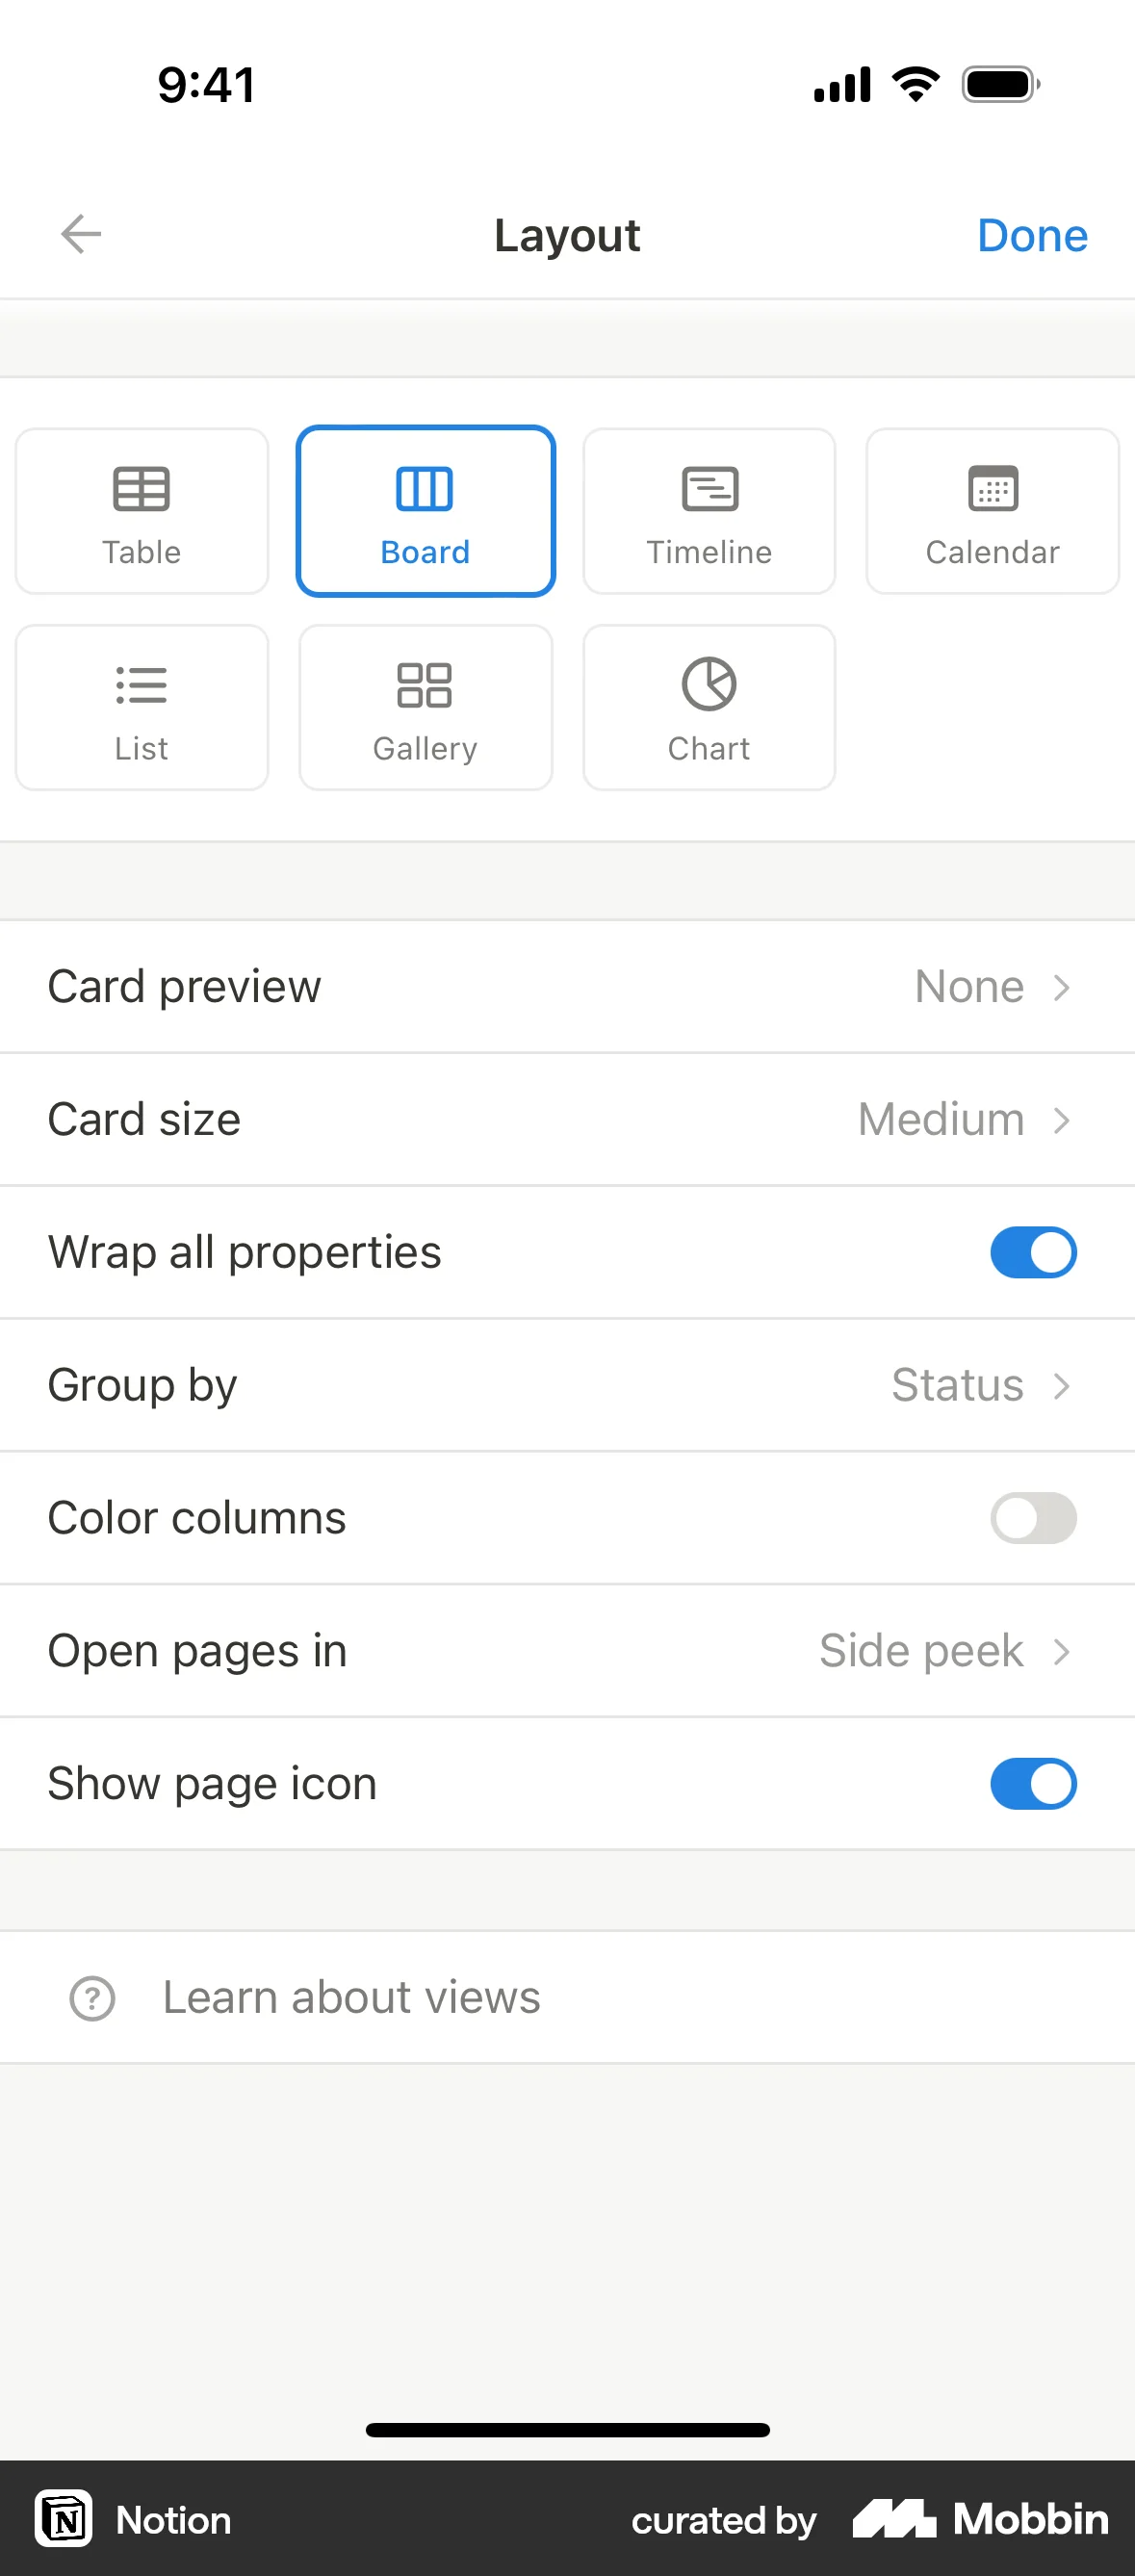 9:41
Layout
Done
Table
Board
Timeline
Calendar
List
Gallery
Chart
Card preview
None
Card size
Medium
Wrap all properties
Group by
Status
Color columns
Open pages in
Side peek
Show page icon
? Learn about views
N Notion
curated by Mobbin